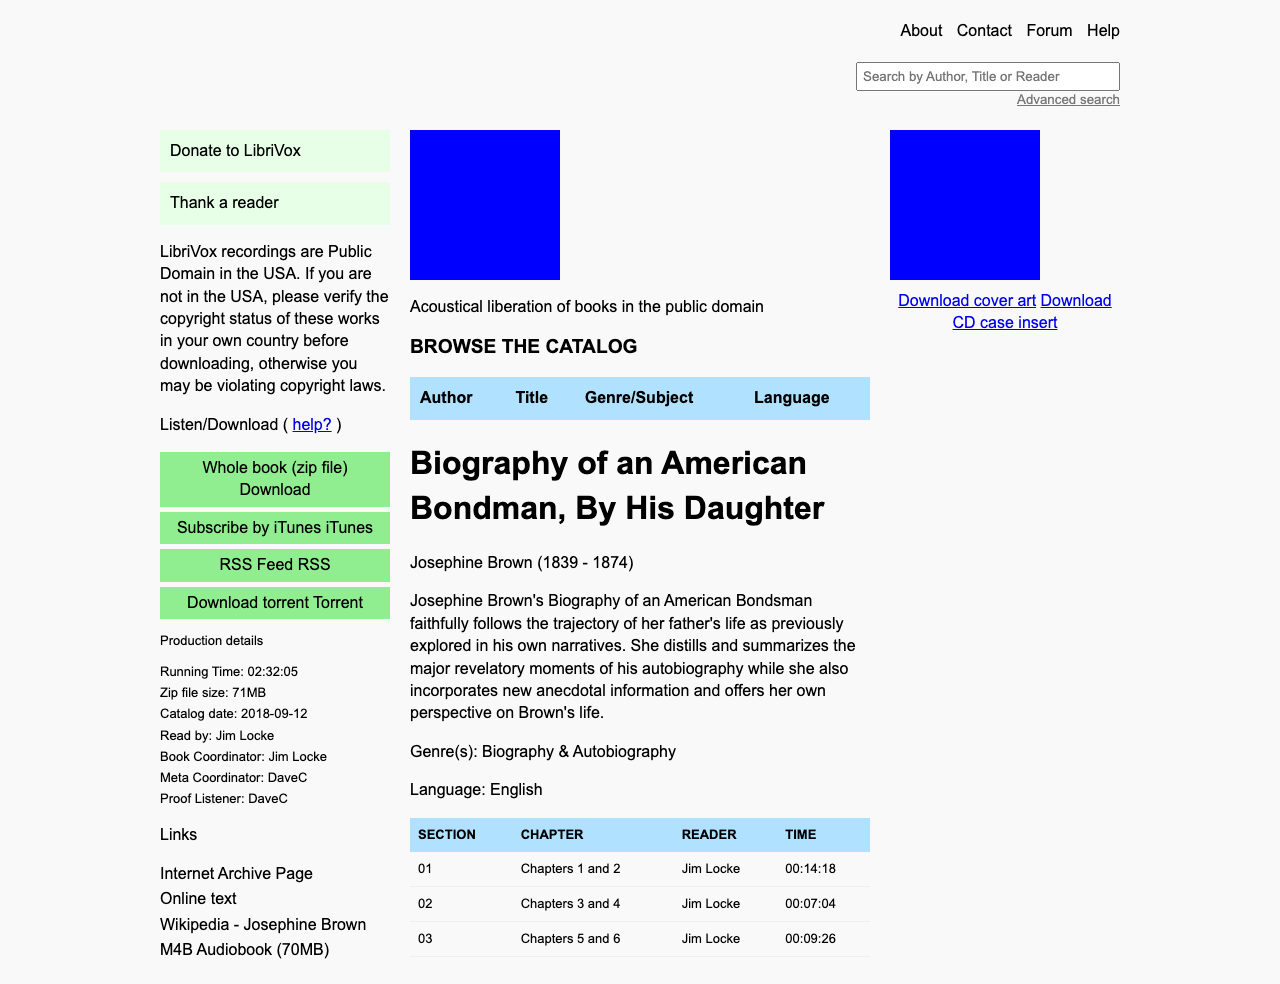 About Contact Forum Help
Search by Author, Title or Reader
Advanced search
Donate to LibriVox
Thank a reader
LibriVox recordings are Public
Domain in the USA. If you are
not in the USA, please verify the
copyright status of these works
in your own country before
downloading, otherwise you
may be violating copyright laws.
Listen/Download ( help? )
Whole book (zip file)
Download
Subscribe by iTunes iTunes
RSS Feed RSS
Download torrent Torrent
Production details
Running Time: 02:32:05
Zip file size: 71MB
Catalog date: 2018-09-12
Read by: Jim Locke
Book Coordinator: Jim Locke
Meta Coordinator: DaveC
Proof Listener: DaveC
Links
Internet Archive Page
Online text
Wikipedia - Josephine Brown
M4B Audiobook (70MB)
Acoustical liberation of books in the public domain
BROWSE THE CATALOG
Author Title Genre/Subject Language
Biography of an American
Bondman, By His Daughter
Josephine Brown (1839 - 1874)
Josephine Brown's Biography of an American Bondsman
faithfully follows the trajectory of her father's life as previously
explored in his own narratives. She distills and summarizes the
major revelatory moments of his autobiography while she also
incorporates new anecdotal information and offers her own
perspective on Brown's life.
Genre(s): Biography & Autobiography
Language: English
SECTION CHAPTER READER TIME
01 Chapters 1 and 2 Jim Locke 00:14:18
02 Chapters 3 and 4 Jim Locke 00:07:04
03 Chapters 5 and 6 Jim Locke 00:09:26
Download cover art Download
CD case insert